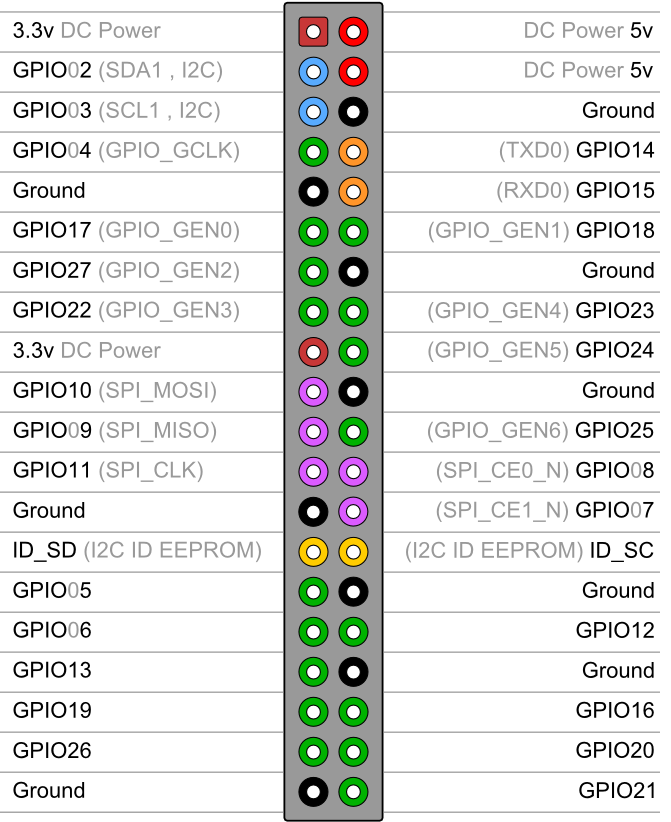 3.3v DC Power DC Power 5v
GPIO02 (SDA1 , I2C) DC Power 5v
GPIO03 (SCL1 , I2C) Ground
GPIO04 (GPIO_GCLK) (TXD0) GPIO14
Ground (RXD0) GPIO15
GPIO17 (GPIO_GEN0) (GPIO_GEN1) GPIO18
GPIO27 (GPIO_GEN2) Ground
GPIO22 (GPIO_GEN3) (GPIO_GEN4) GPIO23
3.3v DC Power (GPIO_GEN5) GPIO24
GPIO10 (SPI_MOSI) Ground
GPIO09 (SPI_MISO) (GPIO_GEN6) GPIO25
GPIO11 (SPI_CLK) (SPI_CE0_N) GPIO08
Ground (SPI_CE1_N) GPIO07
ID_SD (I2C ID EEPROM) (I2C ID EEPROM) ID_SC
GPIO05 Ground
GPIO06 GPIO12
GPIO13 Ground
GPIO19 GPIO16
GPIO26 GPIO20
Ground GPIO21